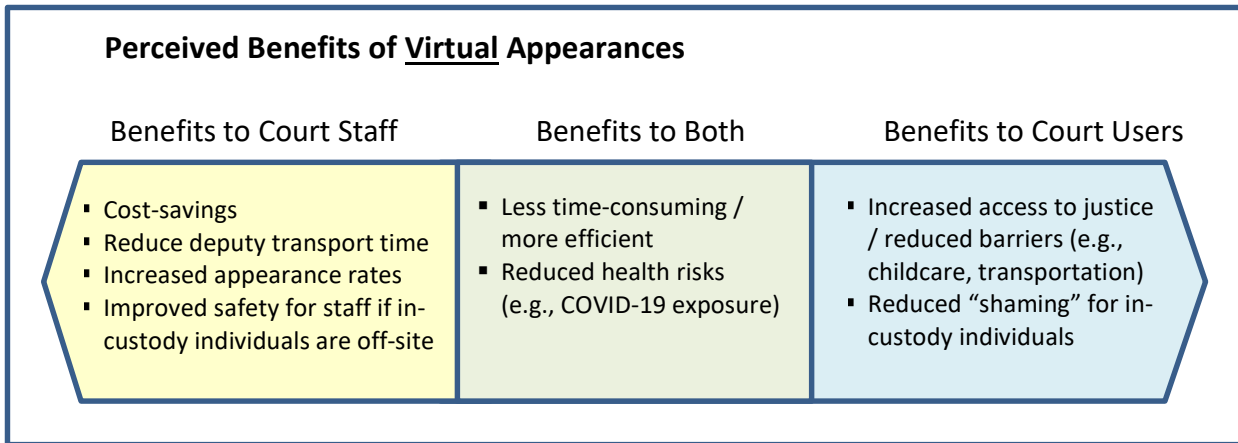 Perceived Benefits of Virtual Appearances
Benefits to Court Staff
▪ Cost-savings
▪ Reduce deputy transport time
▪ Increased appearance rates
▪ Improved safety for staff if in-
custody individuals are off-site
Benefits to Both
▪ Less time-consuming /
more efficient
▪ Reduced health risks
(e.g., COVID-19 exposure)
Benefits to Court Users
▪ Increased access to justice
/ reduced barriers (e.g.,
childcare, transportation)
▪ Reduced “shaming” for in-
custody individuals